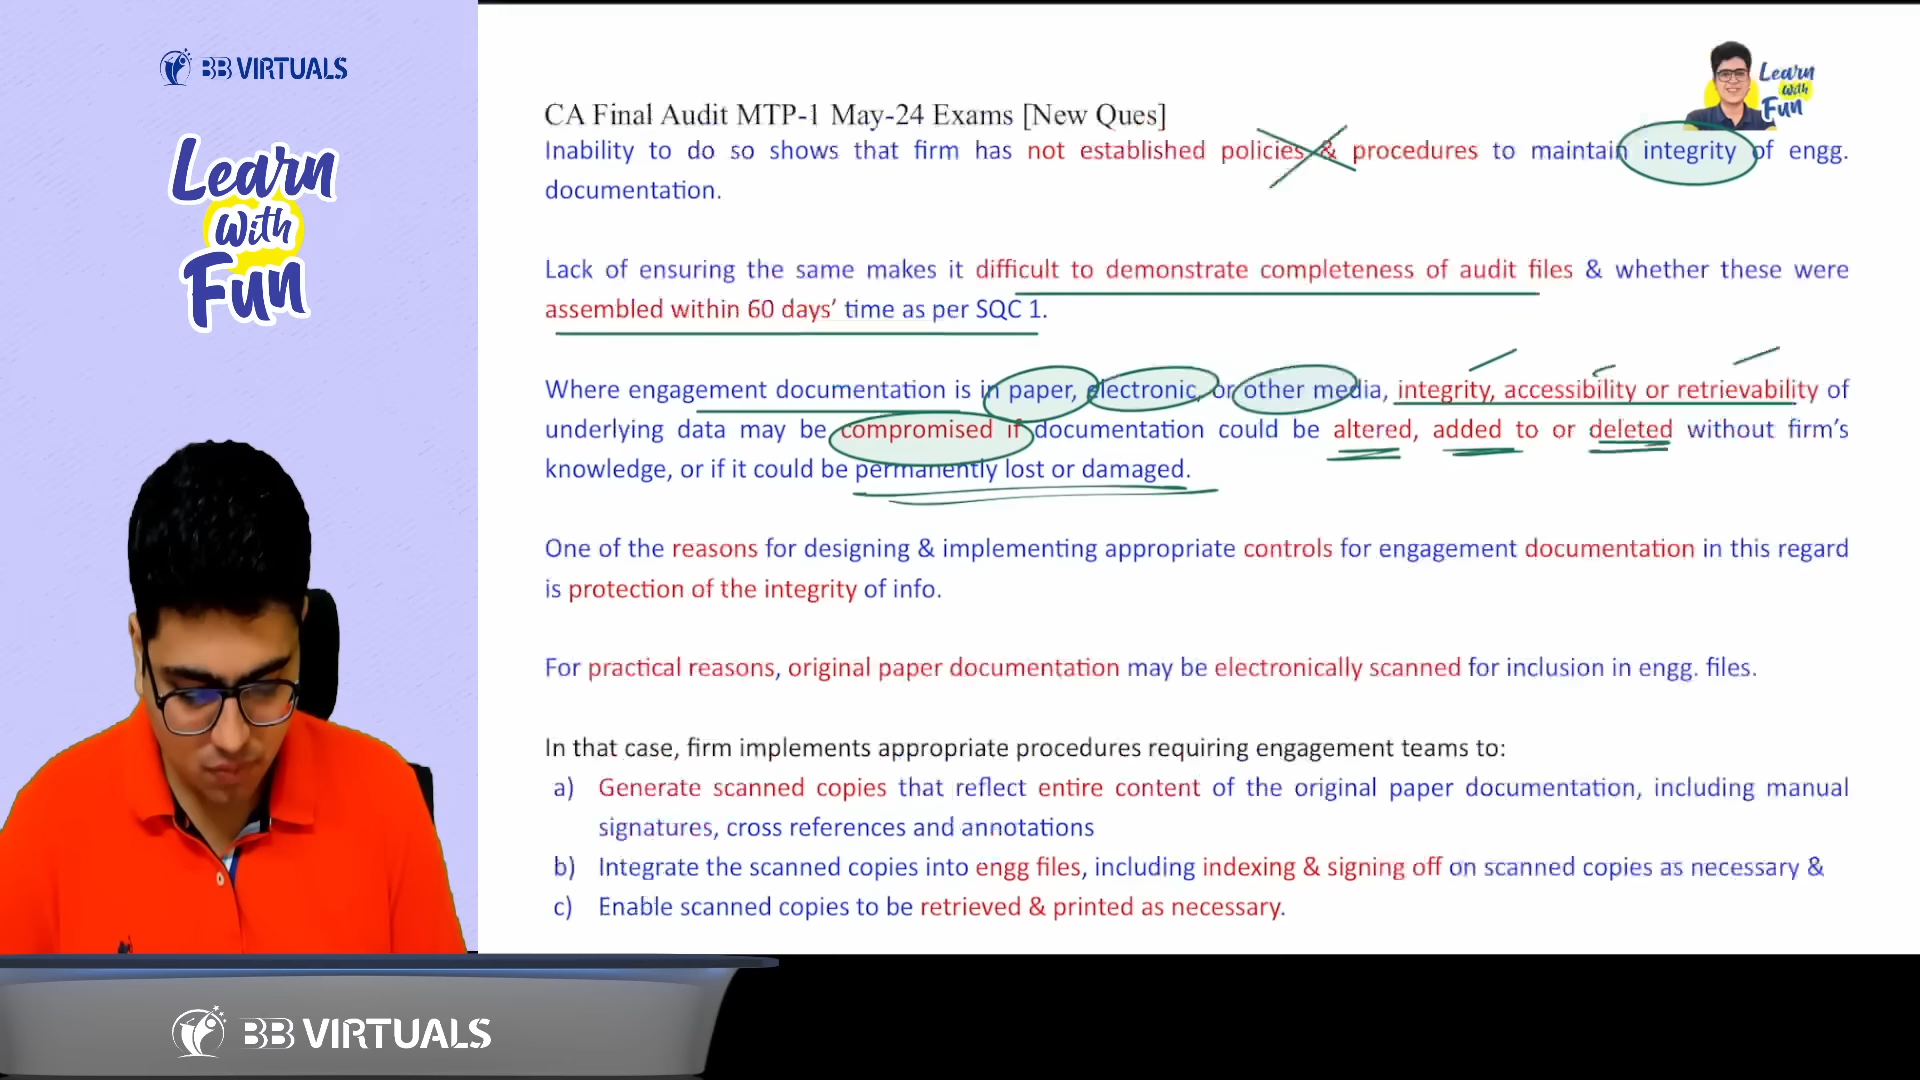 BB VIRTUALS
Learn
With
Fun
Learn
With
Fun
CA Final Audit MTP-1 May-24 Exams [New Ques]
Inability to do so shows that firm has not established policies & procedures to maintain integrity of engg.
documentation.
Lack of ensuring the same makes it difficult to demonstrate completeness of audit files & whether these were
assembled within 60 days’ time as per SQC 1.
Where engagement documentation is in paper, electronic, or other media, integrity, accessibility or retrievability of
underlying data may be compromised if documentation could be altered, added to or deleted without firm’s
knowledge, or if it could be permanently lost or damaged.
One of the reasons for designing & implementing appropriate controls for engagement documentation in this regard
is protection of the integrity of info.
For practical reasons, original paper documentation may be electronically scanned for inclusion in engg. files.
In that case, firm implements appropriate procedures requiring engagement teams to:
a) Generate scanned copies that reflect entire content of the original paper documentation, including manual
signatures, cross references and annotations
b) Integrate the scanned copies into engg files, including indexing & signing off on scanned copies as necessary &
c) Enable scanned copies to be retrieved & printed as necessary.
BB VIRTUALS